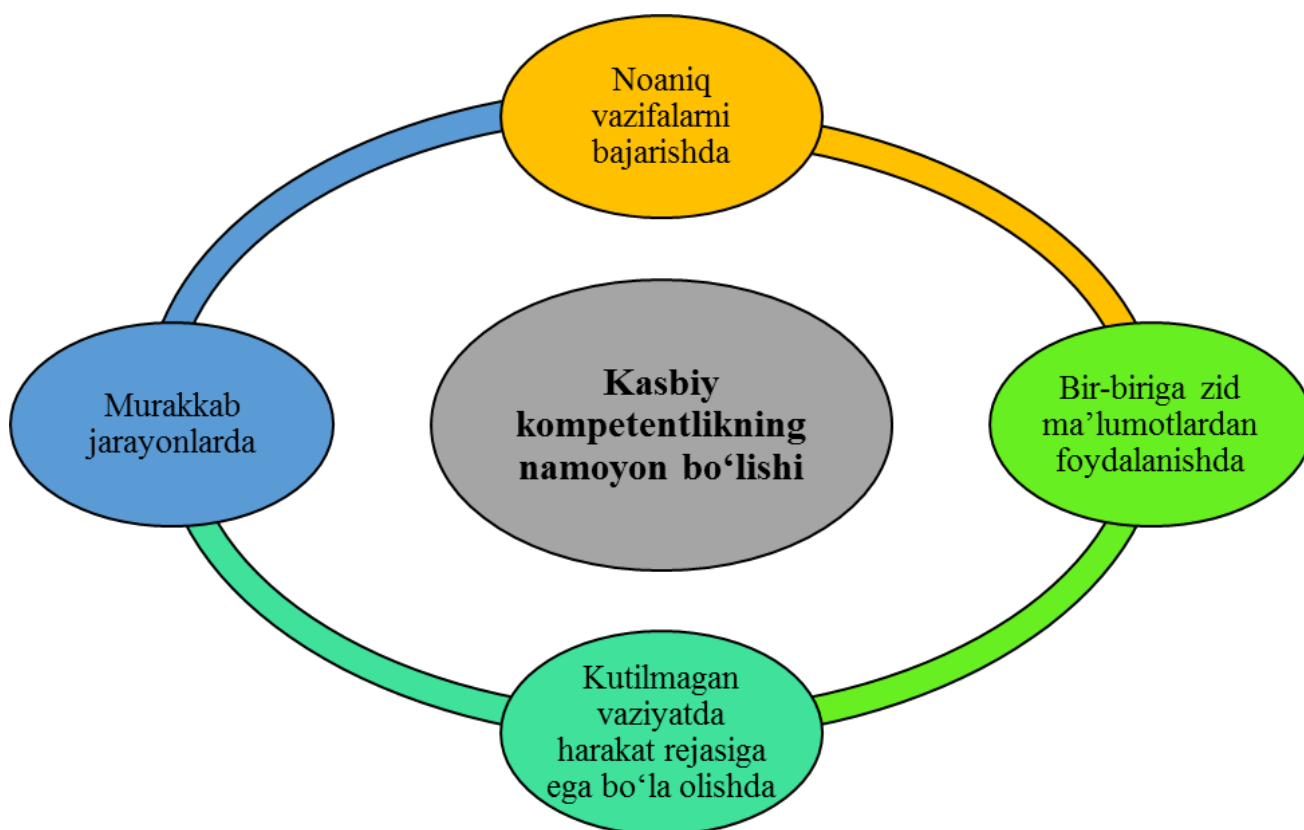 Noaniq
vazifalarni
bajarishda
Murakkab
jarayonlarda
Kasbiy
kompetentlikning
namoyon bo‘lishi
Bir-biriga zid
ma’lumotlardan
foydalanishda
Kutilmagan
vaziyatda
harakat rejasiga
ega bo‘la olishda